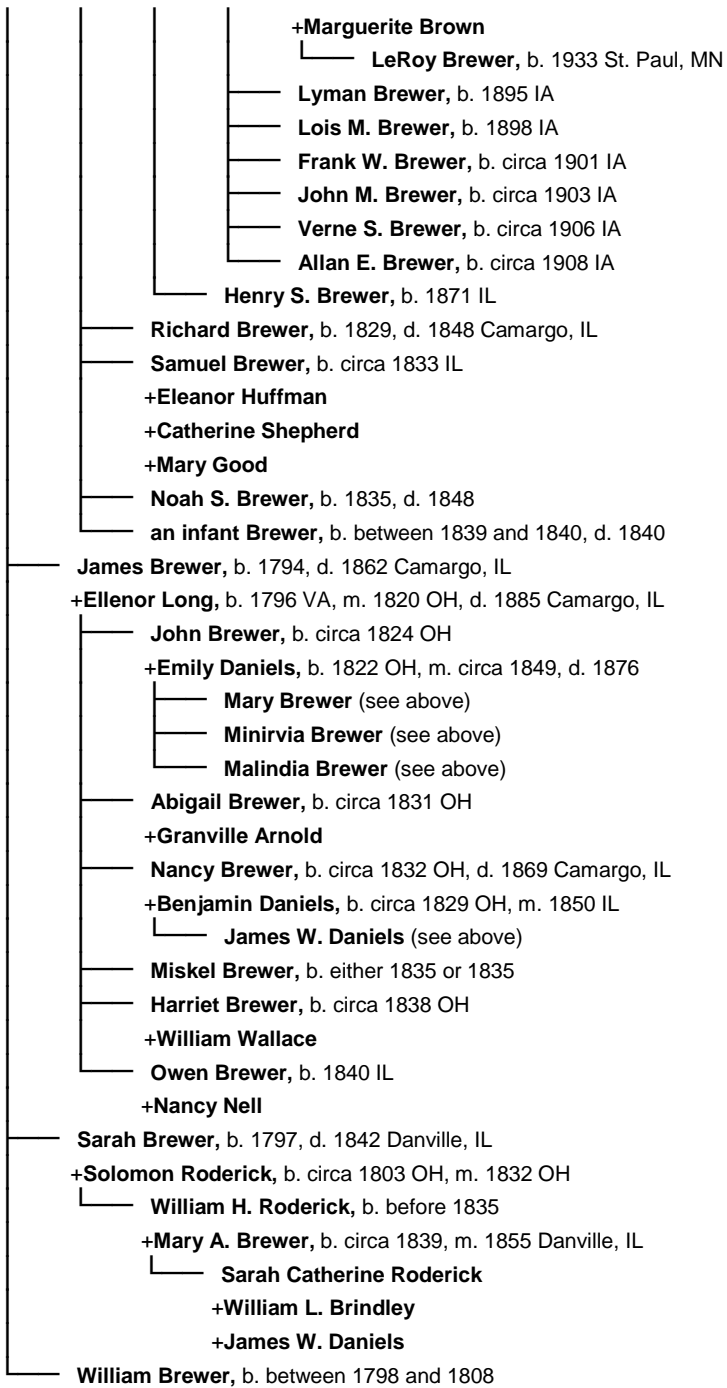 +Marguerite Brown
LeRoy Brewer, b. 1933 St. Paul, MN
Lyman Brewer, b. 1895 IA
Lois M. Brewer, b. 1898 IA
Frank W. Brewer, b. circa 1901 IA
John M. Brewer, b. circa 1903 IA
Verne S. Brewer, b. circa 1906 IA
Allan E. Brewer, b. circa 1908 IA
Henry S. Brewer, b. 1871 IL
Richard Brewer, b. 1829, d. 1848 Camargo, IL
Samuel Brewer, b. circa 1833 IL
+Eleanor Huffman
+Catherine Shepherd
+Mary Good
Noah S. Brewer, b. 1835, d. 1848
an infant Brewer, b. between 1839 and 1840, d. 1840
James Brewer, b. 1794, d. 1862 Camargo, IL
+Ellenor Long, b. 1796 VA, m. 1820 OH, d. 1885 Camargo, IL
John Brewer, b. circa 1824 OH
+Emily Daniels, b. 1822 OH, m. circa 1849, d. 1876
Mary Brewer (see above)
Minirvia Brewer (see above)
Malindia Brewer (see above)
Abigail Brewer, b. circa 1831 OH
+Granville Arnold
Nancy Brewer, b. circa 1832 OH, d. 1869 Camargo, IL
+Benjamin Daniels, b. circa 1829 OH, m. 1850 IL
James W. Daniels (see above)
Miskel Brewer, b. either 1835 or 1835
Harriet Brewer, b. circa 1838 OH
+William Wallace
Owen Brewer, b. 1840 IL
+Nancy Nell
Sarah Brewer, b. 1797, d. 1842 Danville, IL
+Solomon Roderick, b. circa 1803 OH, m. 1832 OH
William H. Roderick, b. before 1835
+Mary A. Brewer, b. circa 1839, m. 1855 Danville, IL
Sarah Catherine Roderick
+William L. Brindley
+James W. Daniels
William Brewer, b. between 1798 and 1808